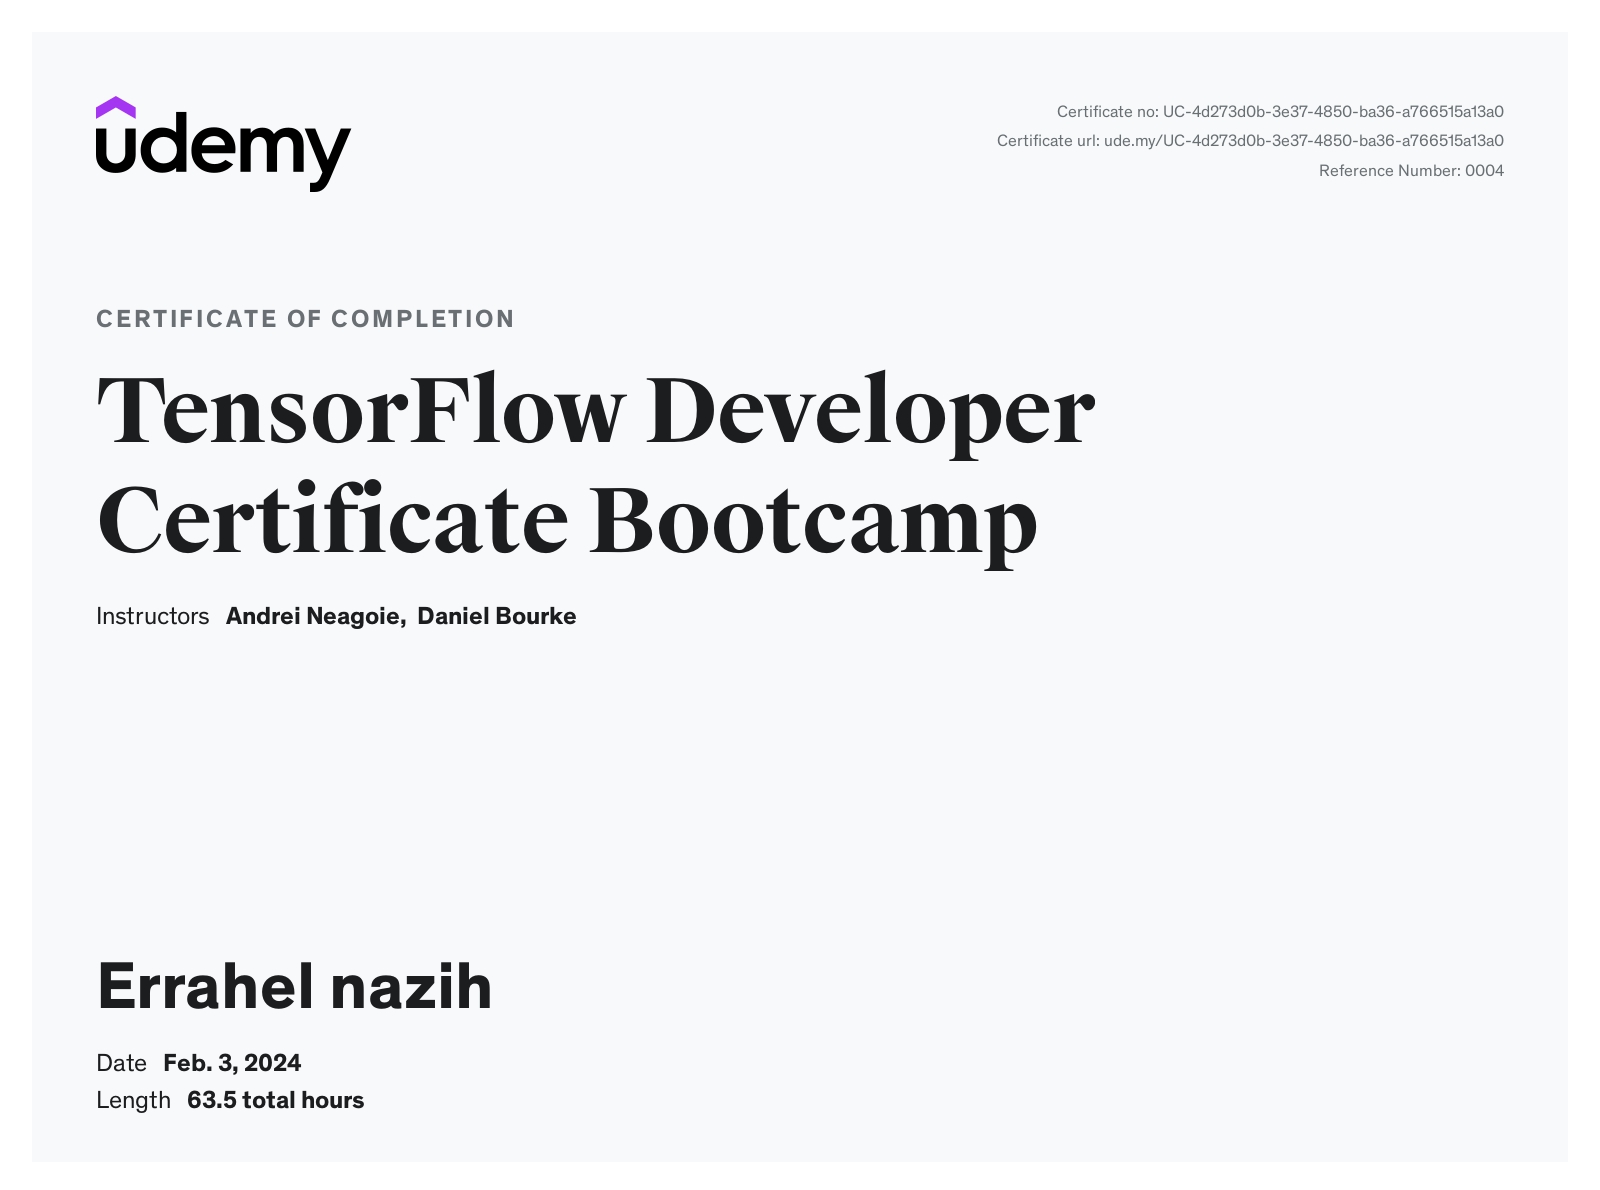 udemy
Certificate no: UC-4d273d0b-3e37-4850-ba36-a766515a13a0
Certificate url: ude.my/UC-4d273d0b-3e37-4850-ba36-a766515a13a0
Reference Number: 0004
CERTIFICATE OF COMPLETION
TensorFlow Developer
Certificate Bootcamp
Instructors Andrei Neagoie, Daniel Bourke
Errahel nazih
Date Feb. 3, 2024
Length 63.5 total hours